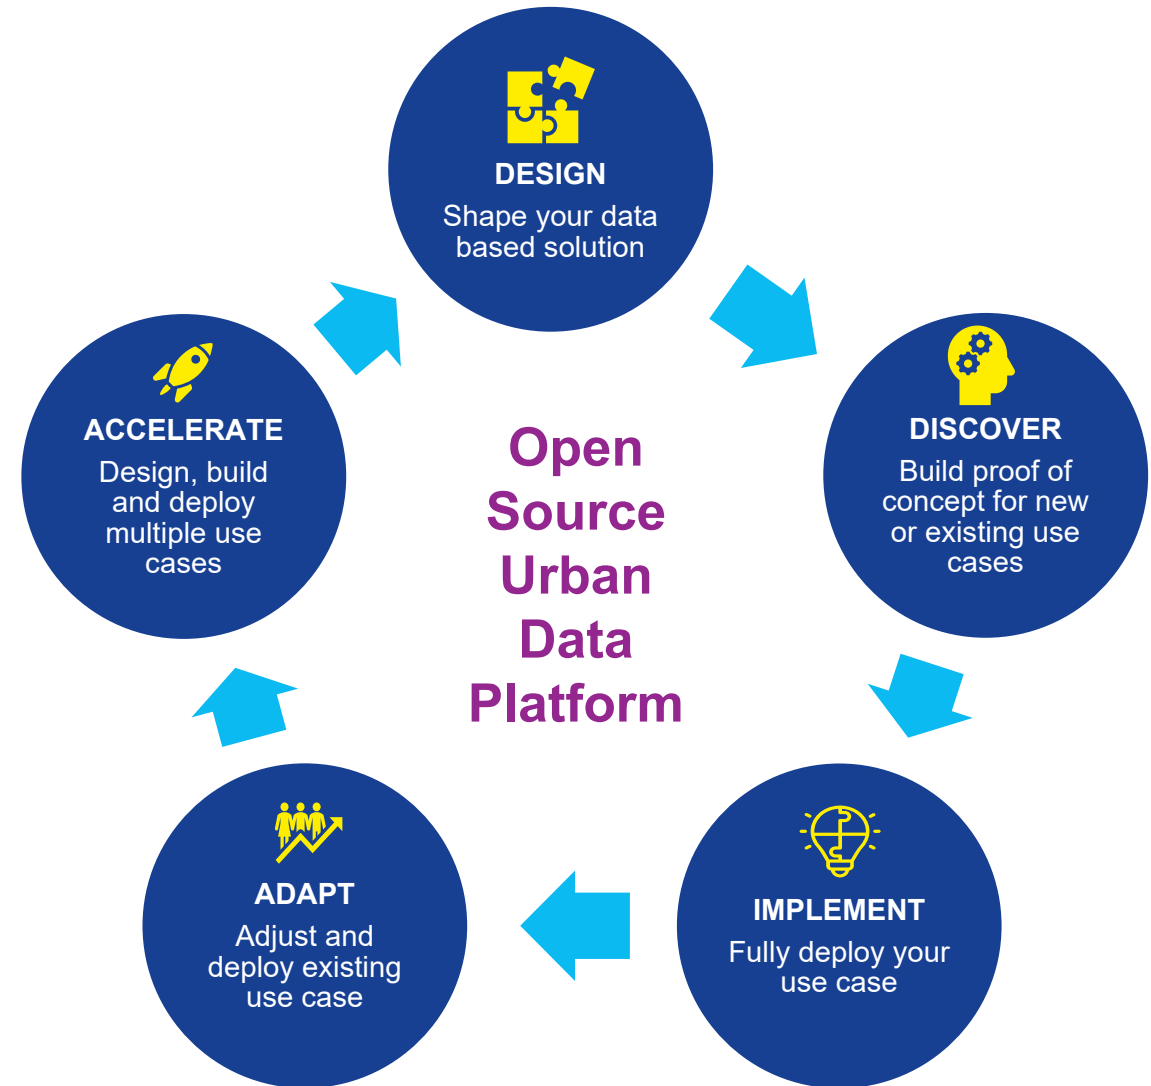 DESIGN
Shape your data
based solution
DISCOVER
Build proof of
concept for new
or existing use
cases
IMPLEMENT
Fully deploy your
use case
ADAPT
Adjust and
deploy existing
use case
ACCELERATE
Design, build
and deploy
multiple use
cases
Open
Source
Urban
Data
Platform